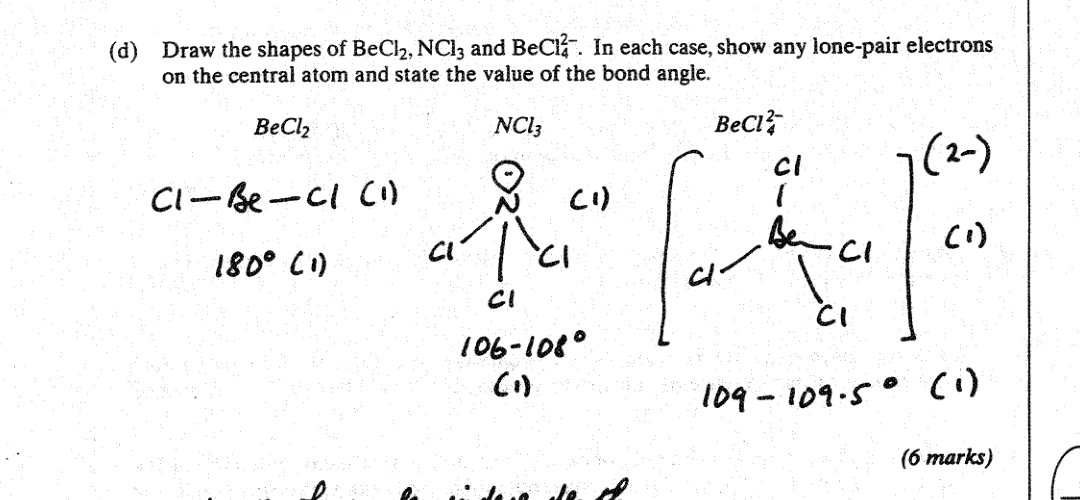 (d) Draw the shapes of BeCl₂, NCl₃ and BeCl₄²⁻. In each case, show any lone-pair electrons
on the central atom and state the value of the bond angle.
BeCl₂ NCl₃ BeCl₄²⁻
Cl—Be—Cl (1)
180° (1)
N (1)
Cl Cl
Cl
106-108°
(1)
Cl (2-)
Be Cl (1)
Cl
Cl
109-109.5° (1)
(6 marks)